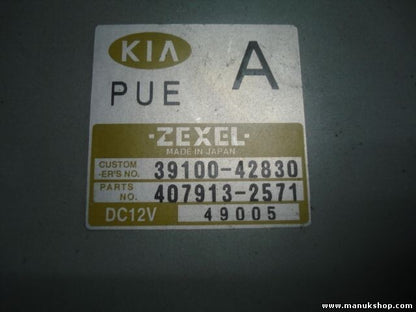 KIA A
PUE
·ZEXEL·
MADE IN JAPAN
CUSTOM
-ER'S NO. 39100-42830
PARTS
NO. 407913-2571
DC12V 49005
www.manukshop.com